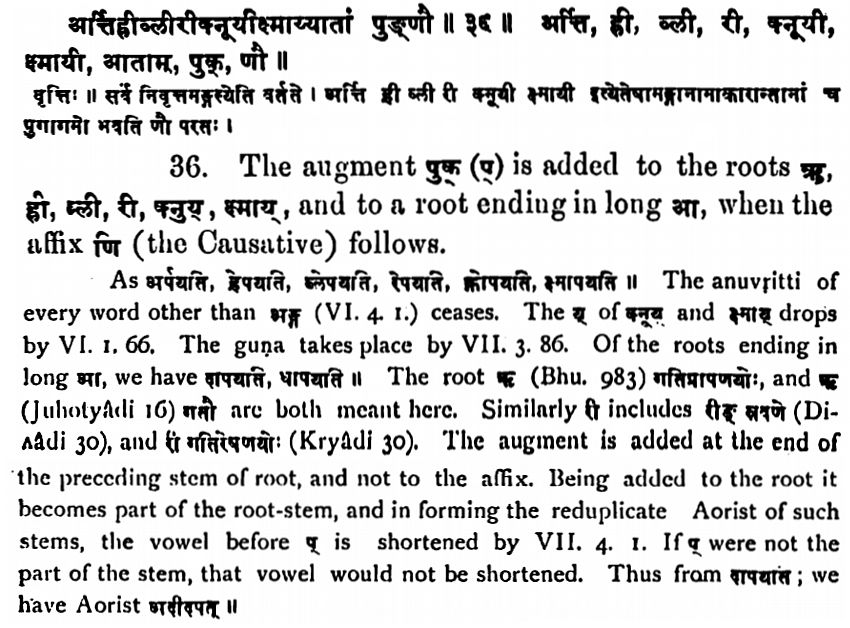 अर्त्तिह्रीब्लीरीक्नूयीक्ष्माय्यातां पुङ्णौ ॥ ३६ ॥ अर्त्ति, ह्री, ब्ली, री, क्नूयी,
क्ष्मायी, आताम्, पुक्, णौ ॥
वृत्तिः ॥ सर्वं निवृत्तमङ्गस्येति वर्तते । अर्त्ति ह्री ब्ली री क्नूयी क्ष्मायी इत्येतेषामङ्गानामाकारान्तानां च
पुगागमो भवति णौ परतः ।
36. The augment पुक् (प्) is added to the roots ऋ,
ह्री, ब्ली, री, क्नुय्, क्ष्माय्, and to a root ending in long आ, when the
affix णि (the Causative) follows.
As अर्पयति, ह्रेपयति, ब्लेपयति, रेपयति, क्नोपयति, क्ष्मापयति ॥ The anuvṛitti of
every word other than अङ्ग (VI. 4. 1.) ceases. The य् of क्नूय् and क्ष्माय् drops
by VI. 1. 66. The guṇa takes place by VII. 3. 86. Of the roots ending in
long आ, we have दापयति, धापयति ॥ The root ऋ (Bhu. 983) गतिप्रापणयोः, and ऋ
(Juhotyâdi 16) गतौ are both meant here. Similarly री includes रीङ् स्रवणे (Di-
vâdi 30), and री गतिरेषणयोः (Kryâdi 30). The augment is added at the end of
the preceding stem of root, and not to the affix. Being added to the root it
becomes part of the root-stem, and in forming the reduplicate Aorist of such
stems, the vowel before प् is shortened by VII. 4. 1. If प् were not the
part of the stem, that vowel would not be shortened. Thus from दापयति ; we
have Aorist अदीदपत् ॥